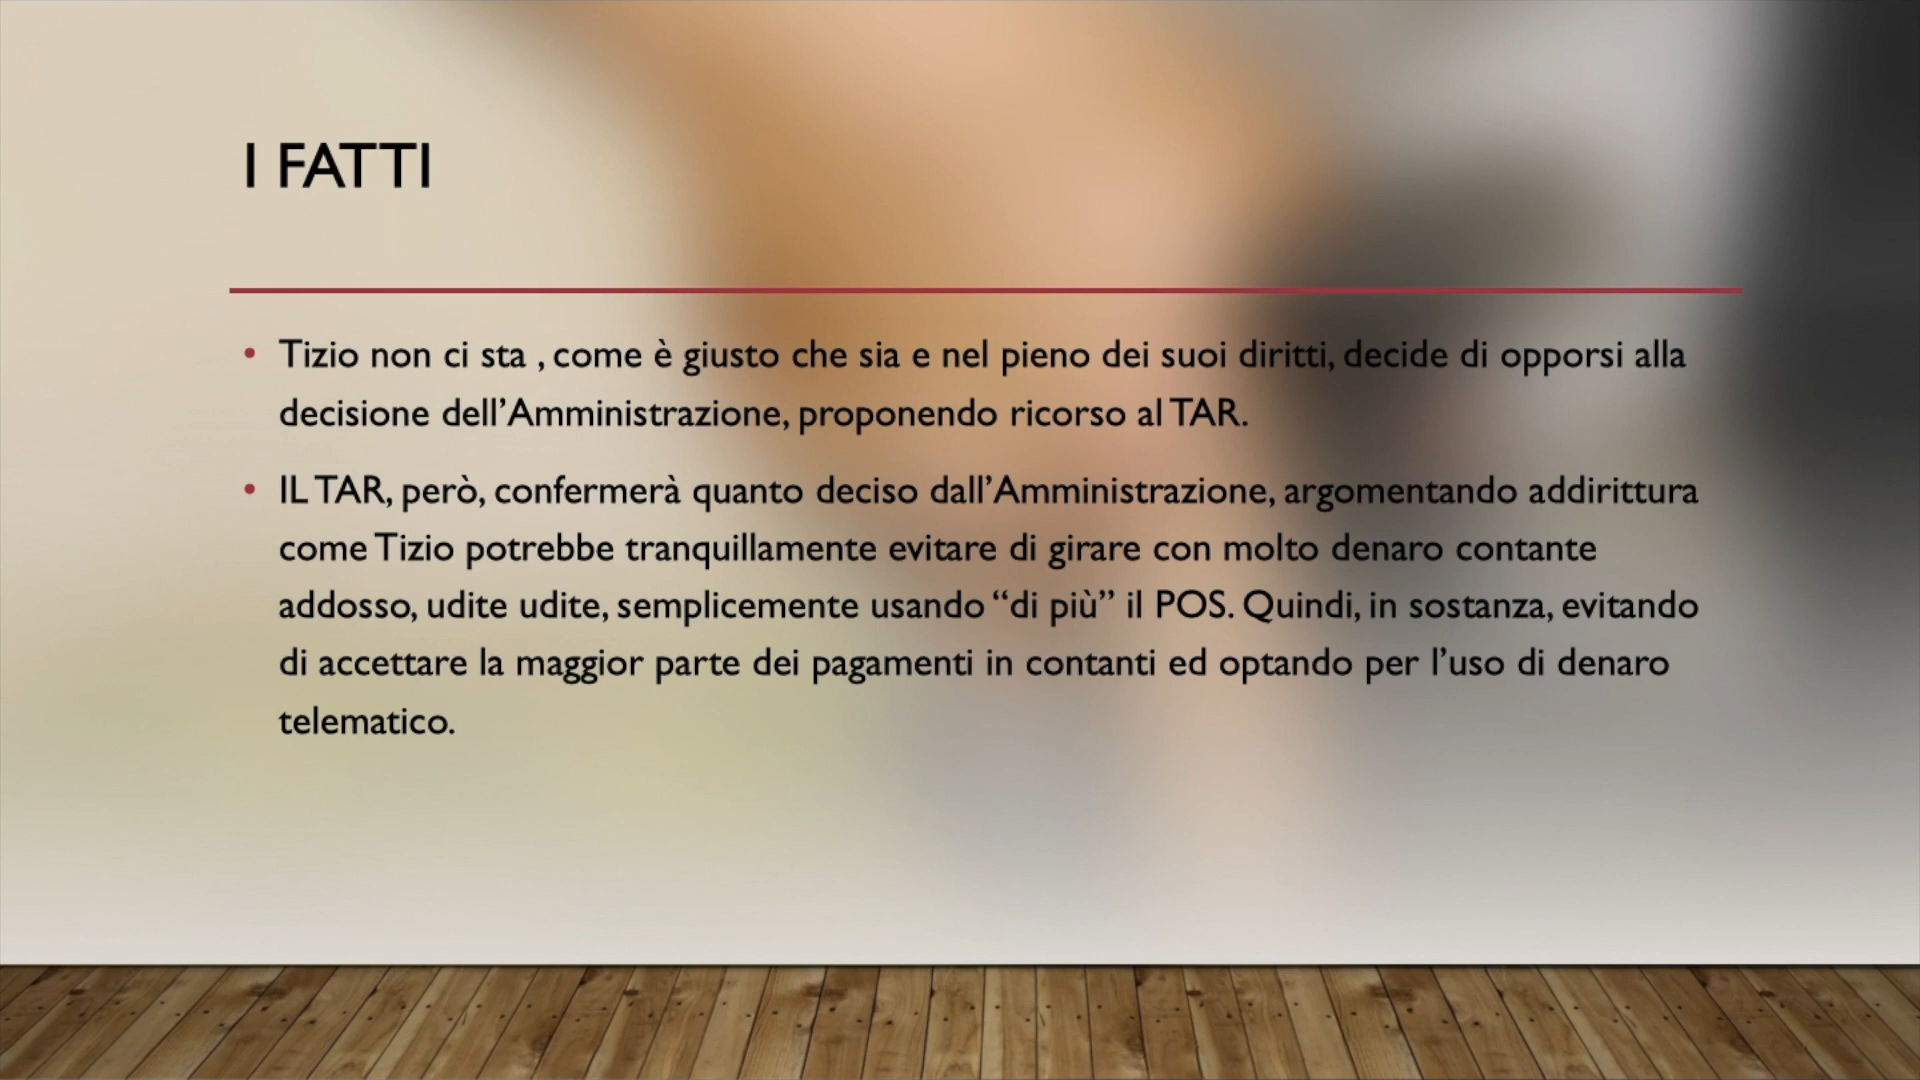 I FATTI
• Tizio non ci sta , come è giusto che sia e nel pieno dei suoi diritti, decide di opporsi alla
decisione dell’Amministrazione, proponendo ricorso al TAR.
• IL TAR, però, confermerà quanto deciso dall’Amministrazione, argomentando addirittura
come Tizio potrebbe tranquillamente evitare di girare con molto denaro contante
addosso, udite udite, semplicemente usando “di più” il POS. Quindi, in sostanza, evitando
di accettare la maggior parte dei pagamenti in contanti ed optando per l’uso di denaro
telematico.